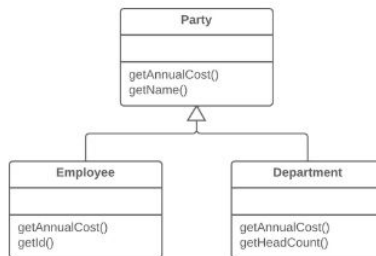 Party
getAnnualCost()
getName()
Employee
getAnnualCost()
getId()
Department
getAnnualCost()
getHeadCount()